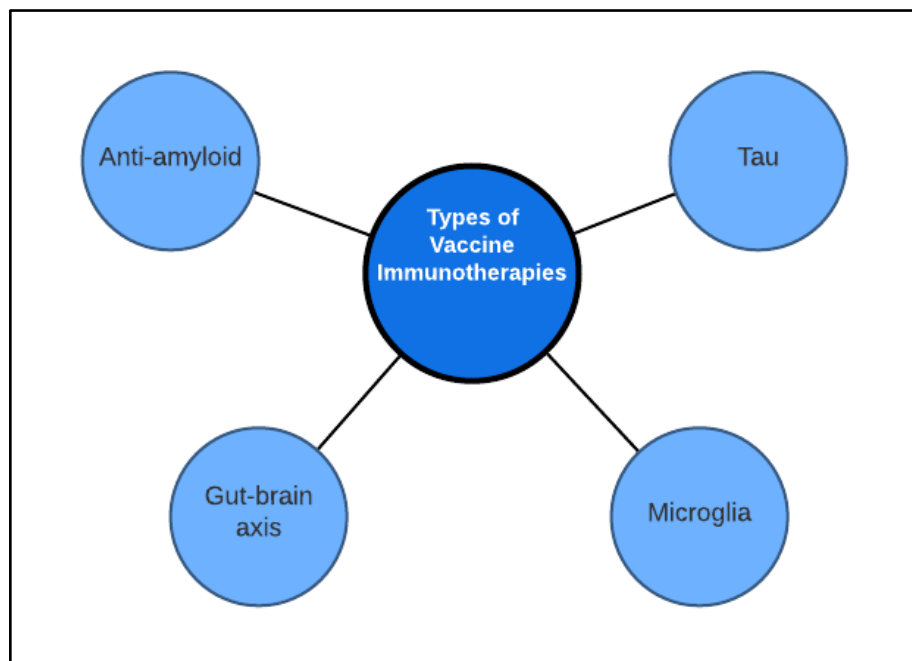 Anti-amyloid
Tau
Types of
Vaccine
Immunotherapies
Gut-brain
axis
Microglia